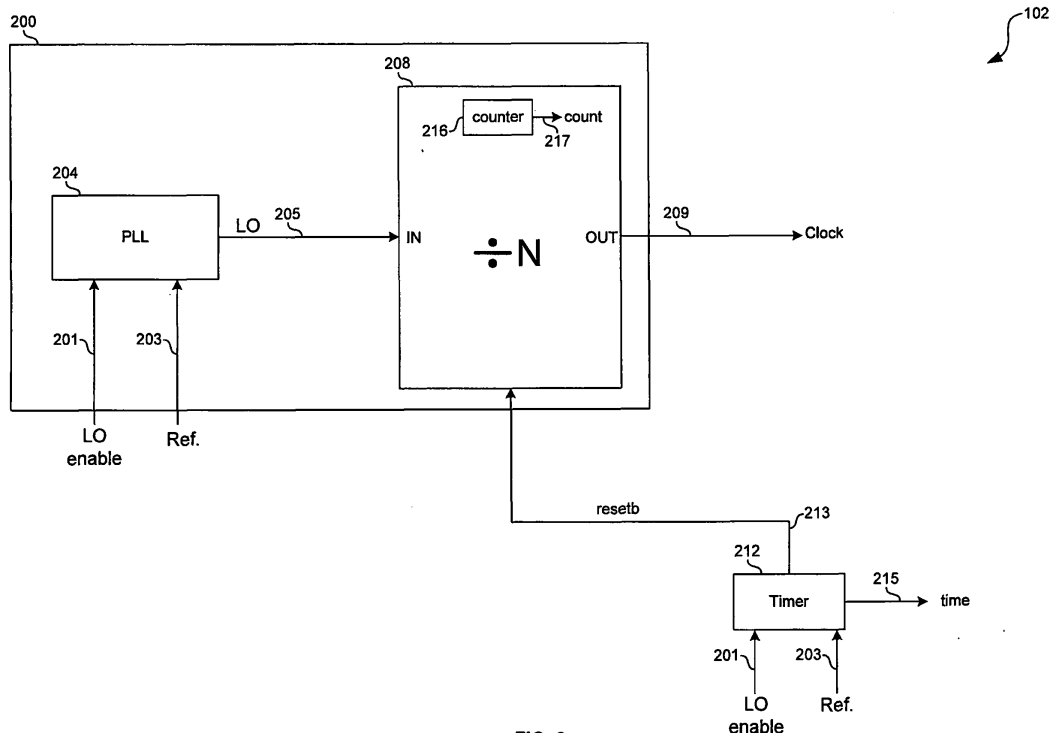 200
102
208
counter
count
216
217
204
PLL
LO
205
IN
÷N
OUT
209
Clock
201
203
LO
enable
Ref.
resetb
213
212
Timer
215
time
201
203
LO
enable
Ref.